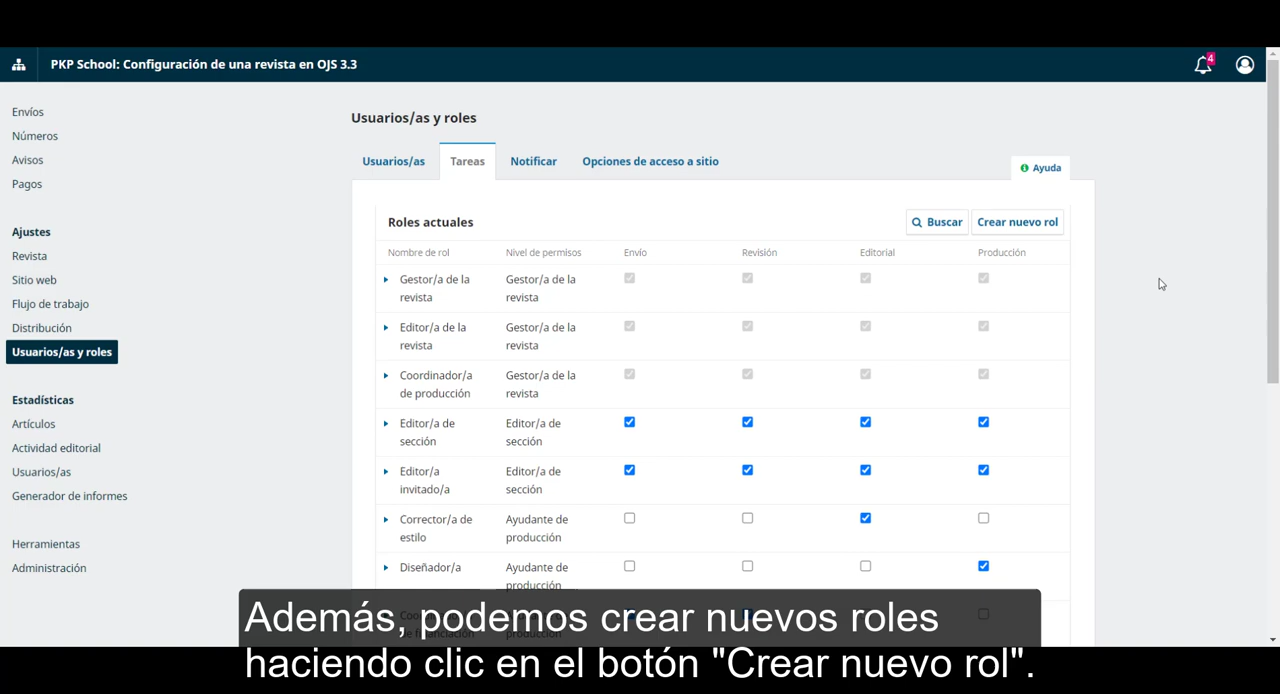 PKP School: Configuración de una revista en OJS 3.3
4
Envíos
Números
Avisos
Pagos
Ajustes
Revista
Sitio web
Flujo de trabajo
Distribución
Usuarios/as y roles
Estadísticas
Artículos
Actividad editorial
Usuarios/as
Generador de informes
Herramientas
Administración
Usuarios/as y roles
Usuarios/as Tareas Notificar Opciones de acceso a sitio
Ayuda
Roles actuales Buscar Crear nuevo rol
Nombre de rol Nivel de permisos Envío Revisión Editorial Producción
Gestor/a de la Gestor/a de la
revista revista
Editor/a de la Gestor/a de la
revista revista
Coordinador/a Gestor/a de la
de producción revista
Editor/a de Editor/a de
sección sección
Editor/a Editor/a de
invitado/a sección
Corrector/a de Ayudante de
estilo producción
Diseñador/a Ayudante de
producción
de financiación producción
Además, podemos crear nuevos roles
haciendo clic en el botón "Crear nuevo rol".